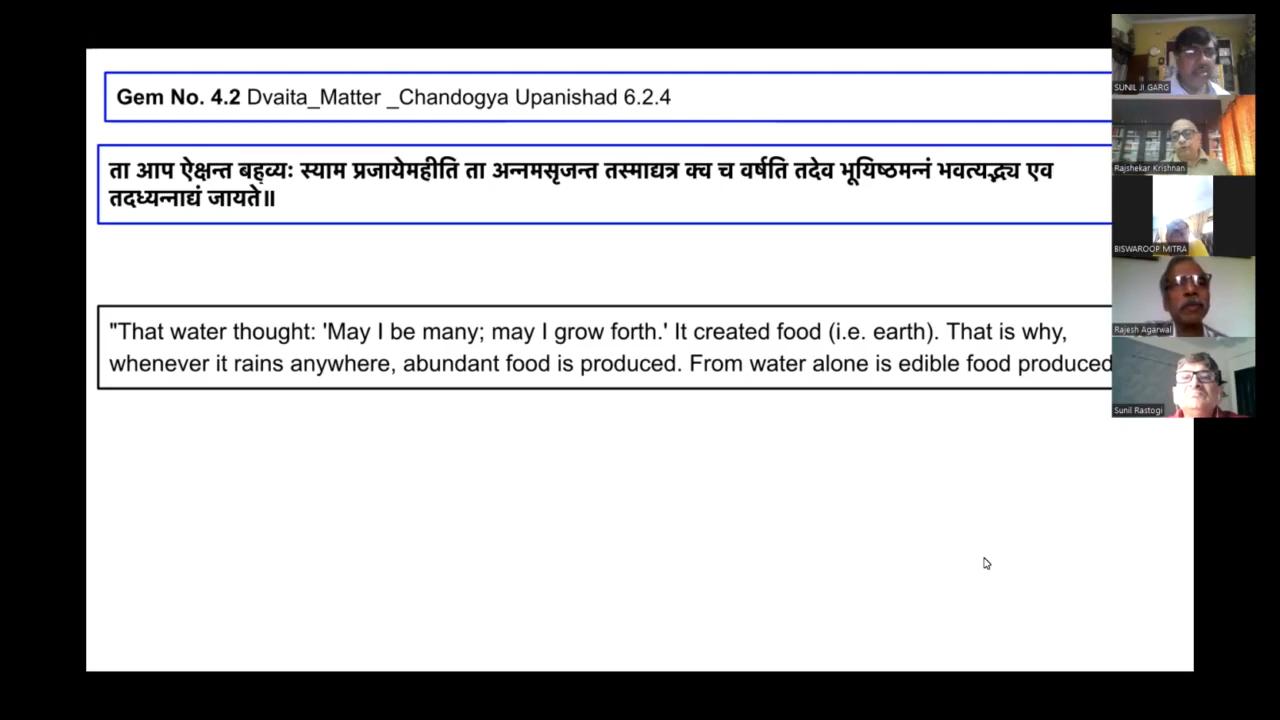 Gem No. 4.2 Dvaita_Matter _Chandogya Upanishad 6.2.4
ता आप ऐक्षन्त बह्व्यः स्याम प्रजायेमहीति ता अन्नमसृजन्त तस्माद्यत्र क्व च वर्षति तदेव भूयिष्ठमन्नं भवत्यद्भ्य एव
तदध्यन्नाद्यं जायते॥
"That water thought: 'May I be many; may I grow forth.' It created food (i.e. earth). That is why,
whenever it rains anywhere, abundant food is produced. From water alone is edible food produced
SUNIL JI GARG
Rajshekar Krishnan
BISWAROOP MITRA
Rajesh Agarwal
Sunil Rastogi